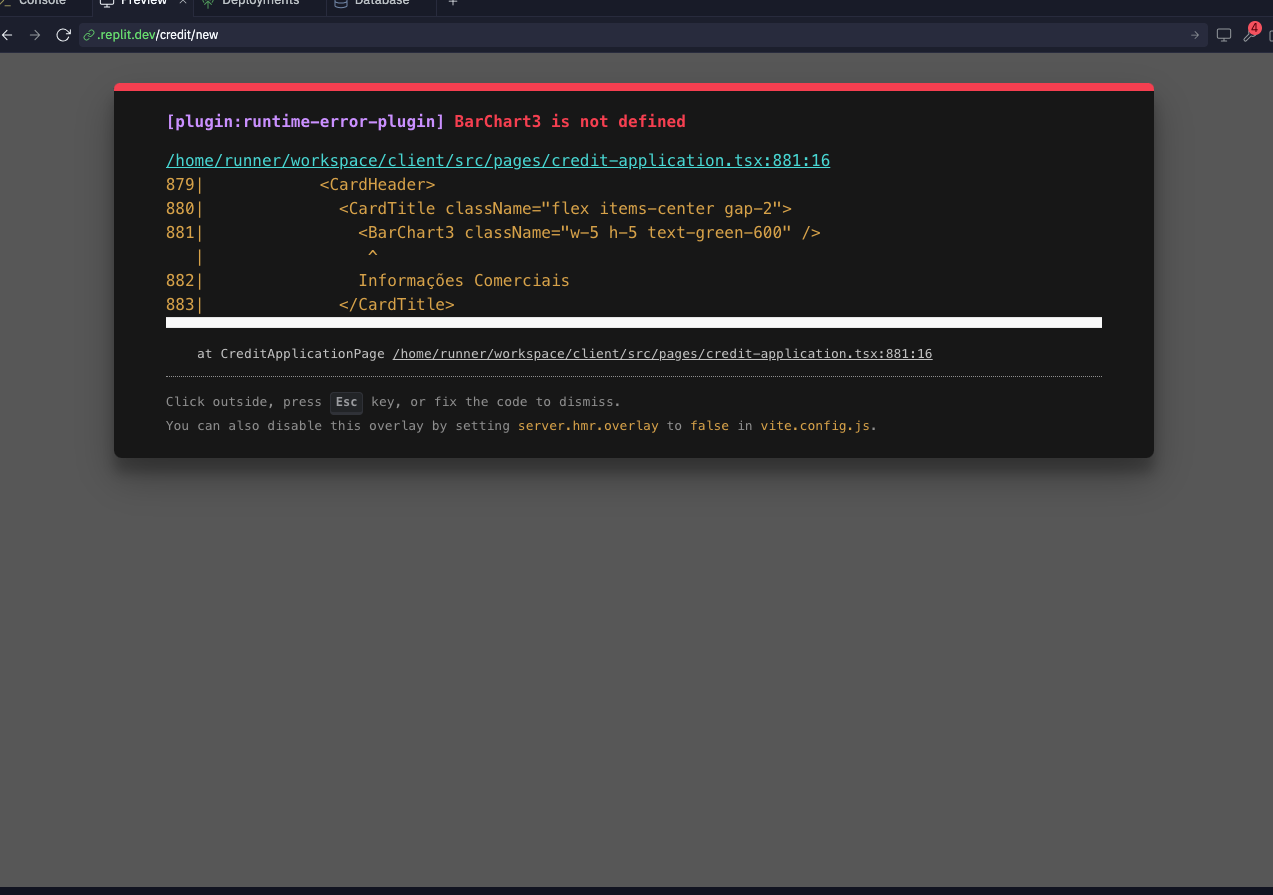 Console Preview × Deployments Database +
.replit.dev/credit/new
4
[plugin:runtime-error-plugin] BarChart3 is not defined
/home/runner/workspace/client/src/pages/credit-application.tsx:881:16
879|            <CardHeader>
880|              <CardTitle className="flex items-center gap-2">
881|                <BarChart3 className="w-5 h-5 text-green-600" />
   |                 ^
882|                Informações Comerciais
883|              </CardTitle>
at CreditApplicationPage /home/runner/workspace/client/src/pages/credit-application.tsx:881:16
Click outside, press Esc key, or fix the code to dismiss.
You can also disable this overlay by setting server.hmr.overlay to false in vite.config.js.